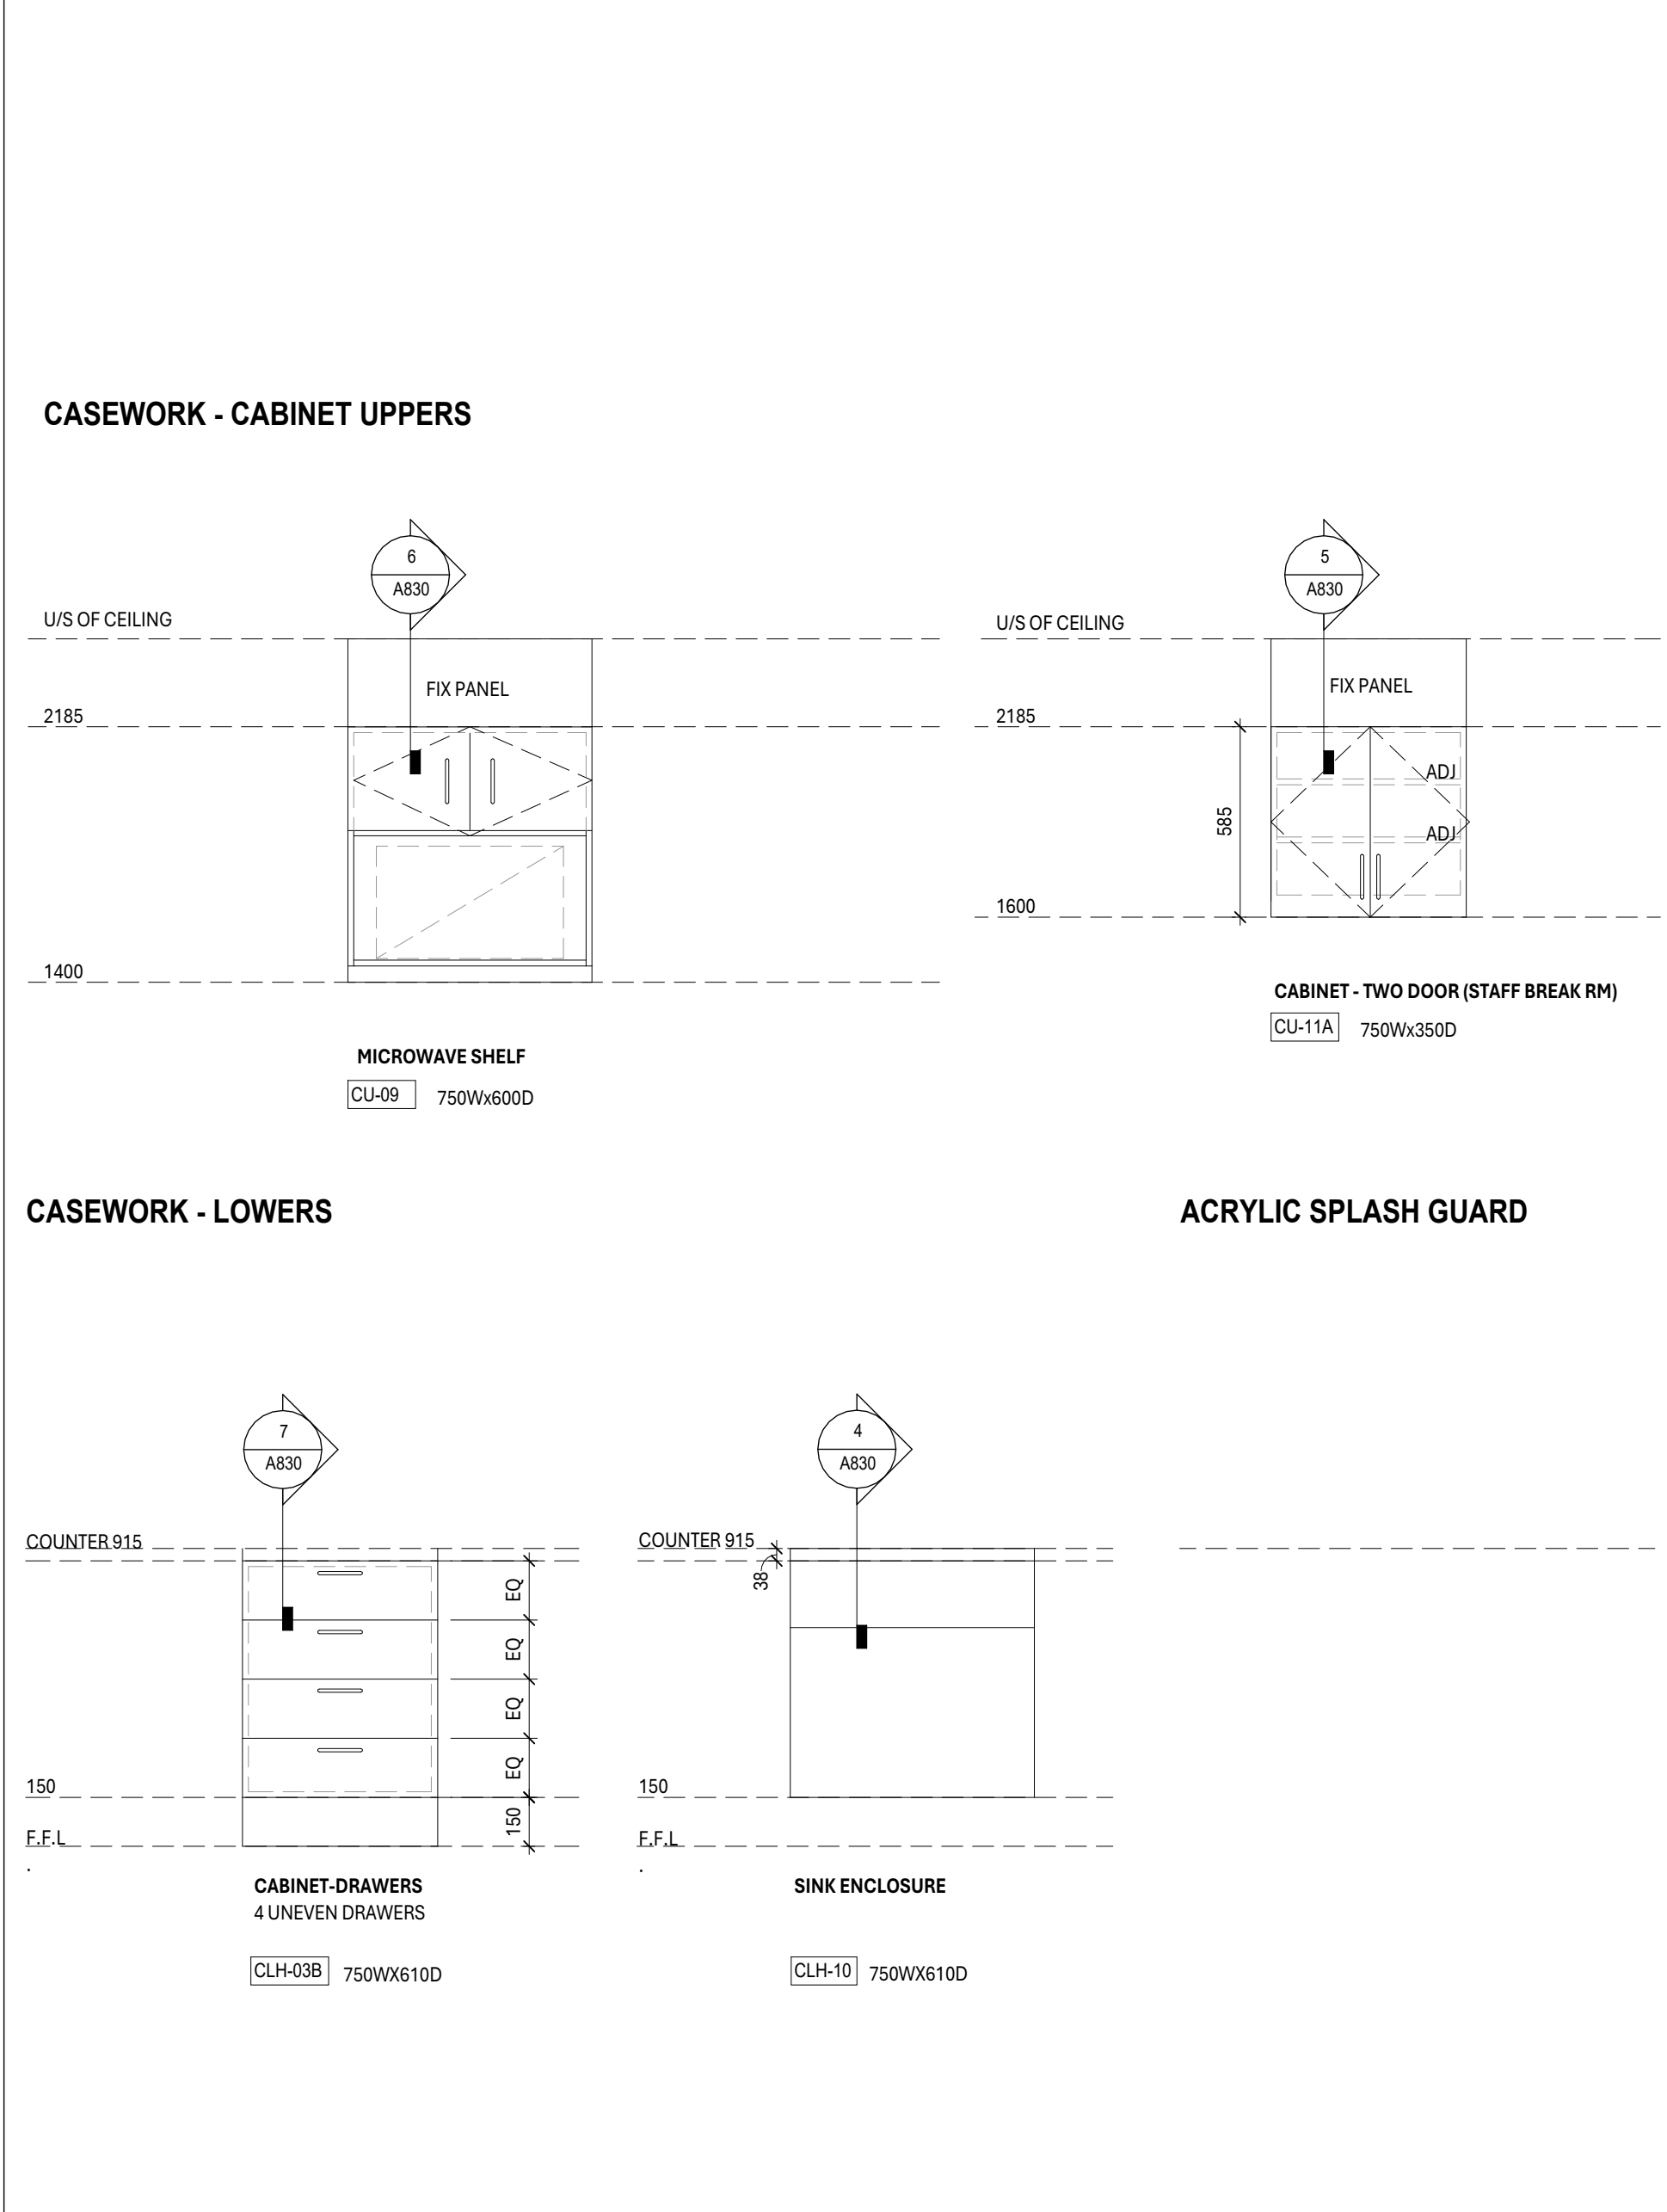 CASEWORK - CABINET UPPERS
6
A830
U/S OF CEILING
FIX PANEL
2185
1400
MICROWAVE SHELF
CU-09
750Wx600D
5
A830
U/S OF CEILING
FIX PANEL
2185
ADJ
ADJ
585
1600
CABINET - TWO DOOR (STAFF BREAK RM)
CU-11A
750Wx350D
CASEWORK - LOWERS
7
A830
COUNTER 915
EQ
EQ
EQ
EQ
150
150
F.F.L
.
CABINET-DRAWERS
4 UNEVEN DRAWERS
CLH-03B
750WX610D
4
A830
COUNTER 915
38
150
F.F.L
.
SINK ENCLOSURE
CLH-10
750WX610D
ACRYLIC SPLASH GUARD